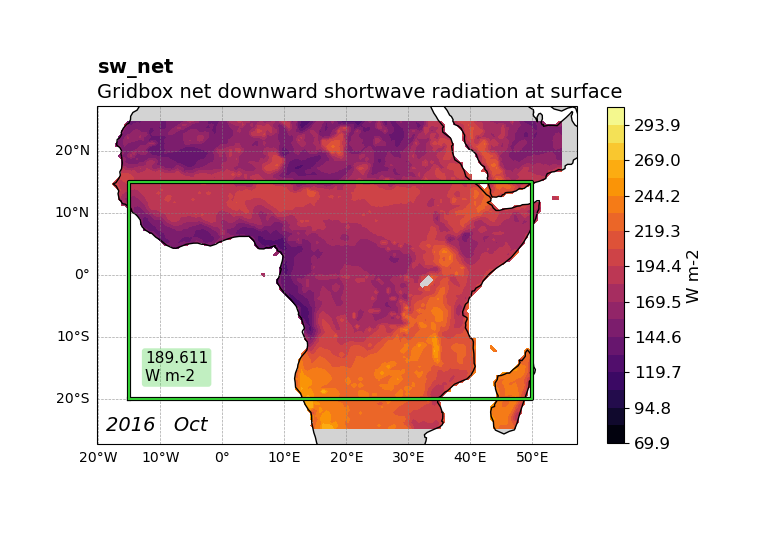 sw_net
Gridbox net downward shortwave radiation at surface
20°N
10°N
0°
10°S
20°S
189.611
W m-2
2016 Oct
20°W 10°W 0° 10°E 20°E 30°E 40°E 50°E
293.9
269.0
244.2
219.3
194.4
169.5
144.6
119.7
94.8
69.9
W m-2